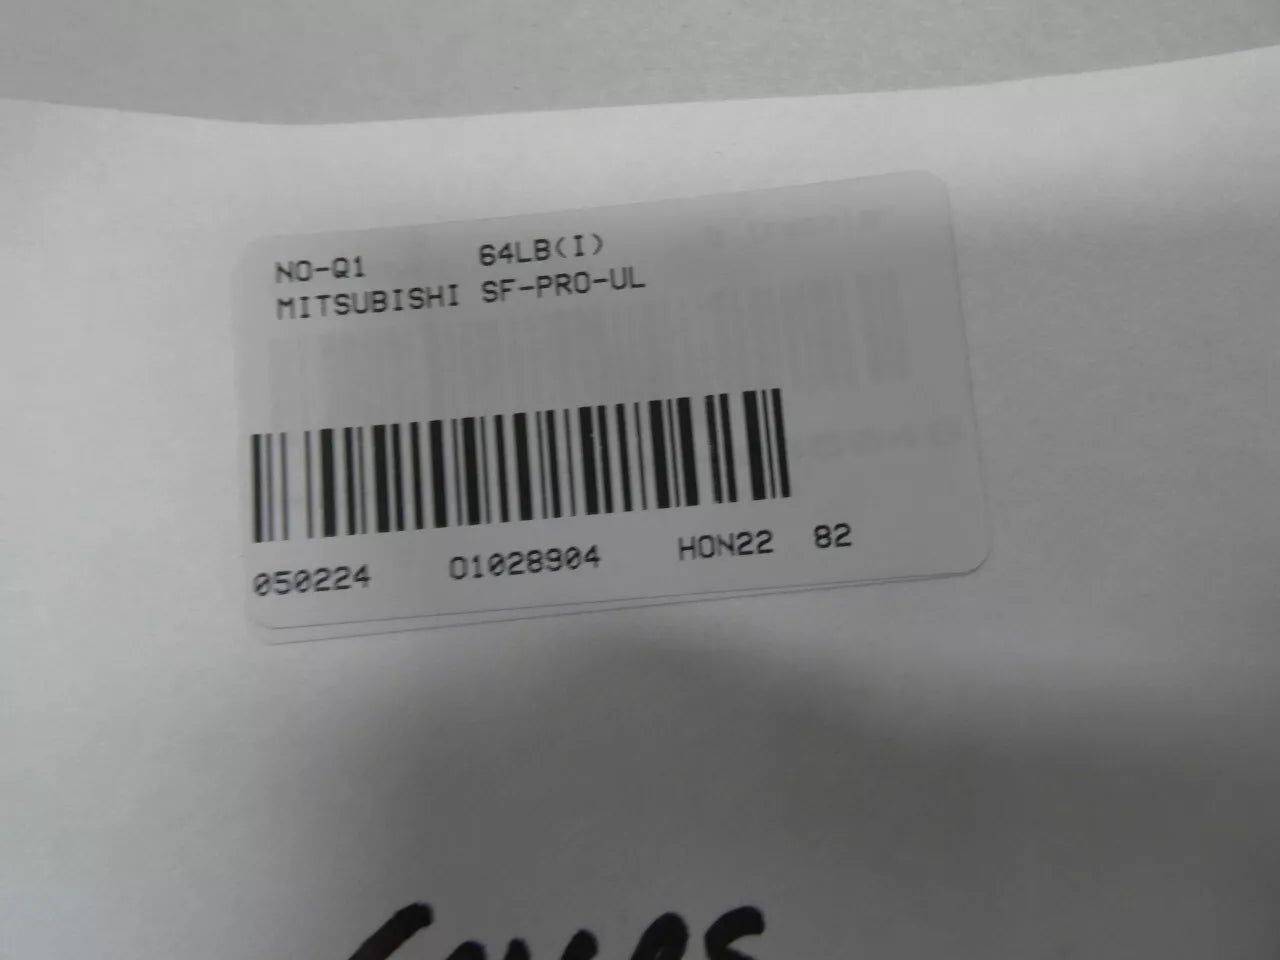 NO-Q1 64LB(I)
MITSUBISHI SF-PRO-UL
050224 01028904 HON22 82